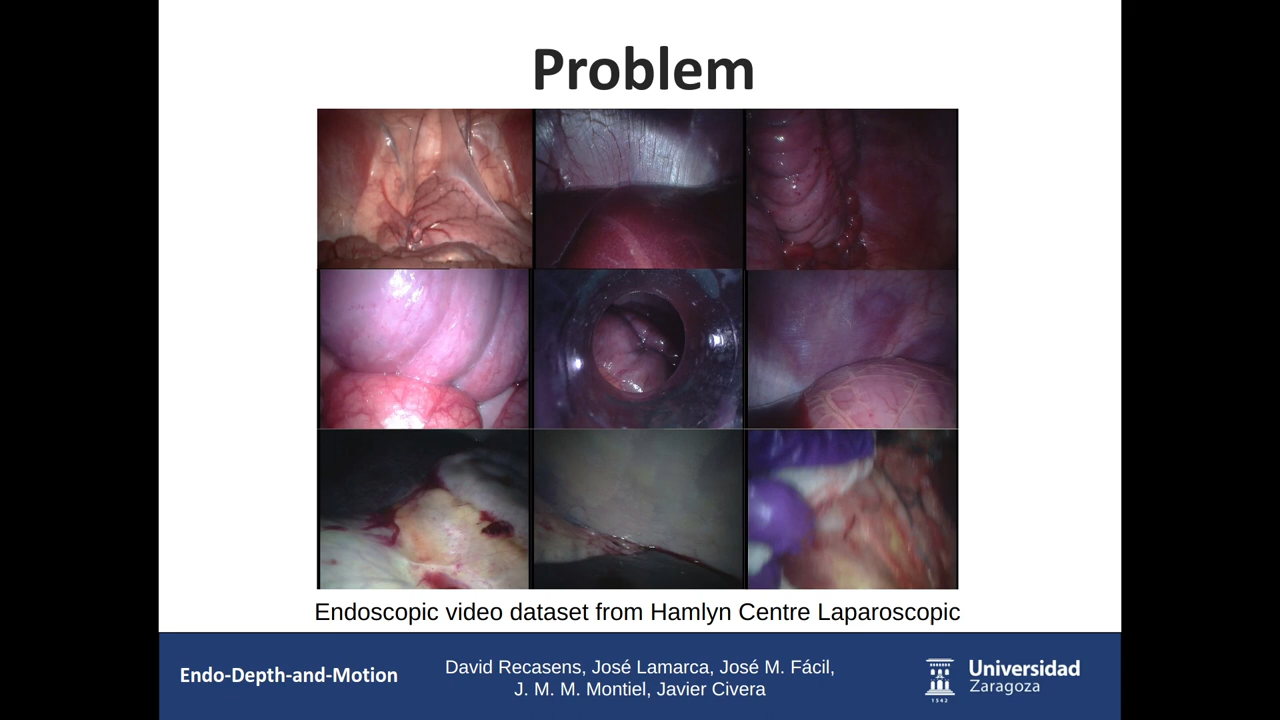 Problem
Endoscopic video dataset from Hamlyn Centre Laparoscopic
Endo-Depth-and-Motion
David Recasens, José Lamarca, José M. Fácil,
J. M. M. Montiel, Javier Civera
Universidad
Zaragoza
1542